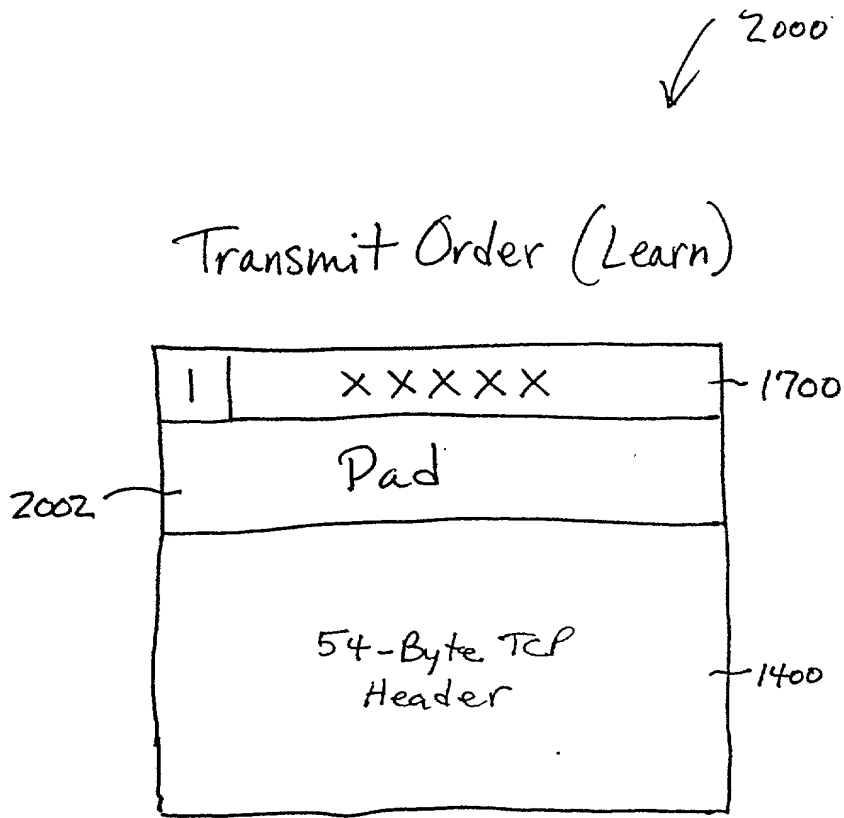 2000
Transmit Order (Learn)
1 XXXXX 1700
Pad
2002
54-Byte TCP
Header
1400